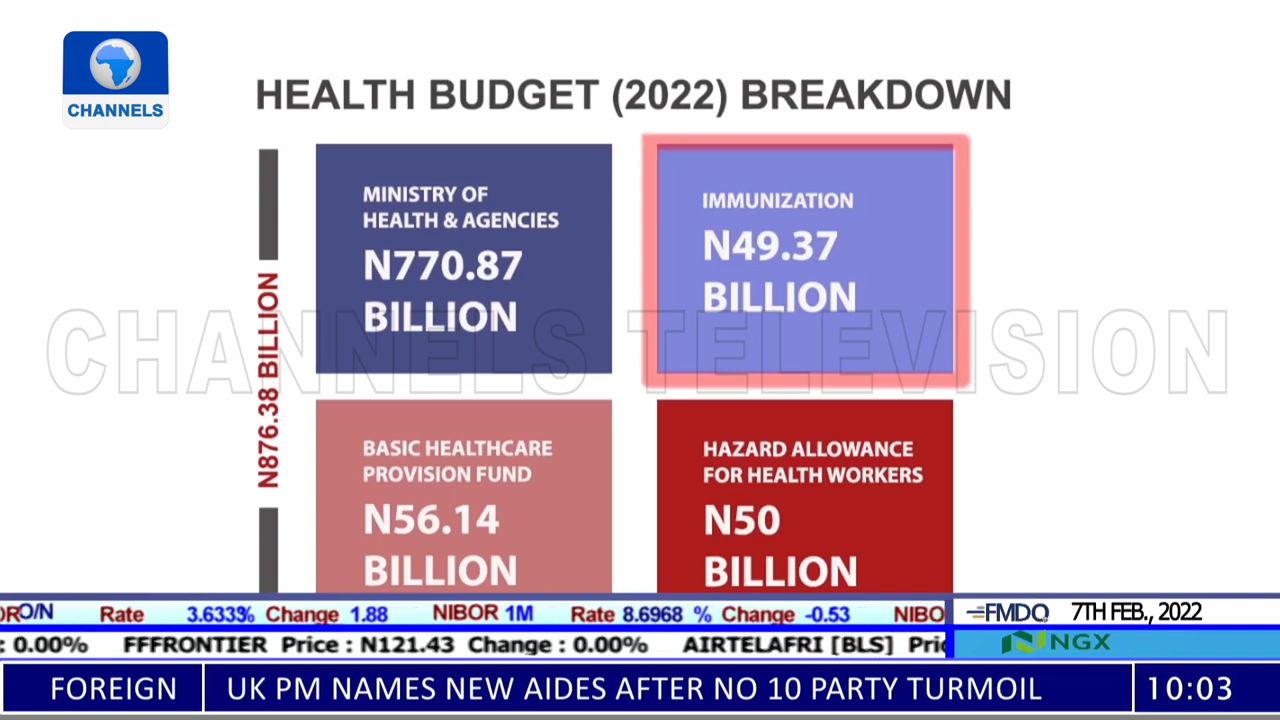 CHANNELS
HEALTH BUDGET (2022) BREAKDOWN
N876.38 BILLION
MINISTRY OF
HEALTH & AGENCIES
N770.87
BILLION
IMMUNIZATION
N49.37
BILLION
CHANNELS TELEVISION
BASIC HEALTHCARE
PROVISION FUND
N56.14
BILLION
HAZARD ALLOWANCE
FOR HEALTH WORKERS
N50
BILLION
O/N Rate 3.6333% Change 1.88 NIBOR 1M Rate 8.6968 % Change -0.53 NIBO
FMDQ 7TH FEB., 2022
: 0.00% FFFRONTIER Price : N121.43 Change : 0.00% AIRTELAFRI [BLS] Pri
NGX
FOREIGN UK PM NAMES NEW AIDES AFTER NO 10 PARTY TURMOIL 10:03